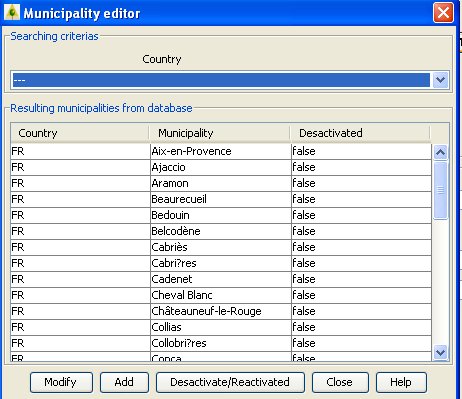 Municipality editor
Searching criterias
Country
---
Resulting municipalities from database
Country Municipality Desactivated
FR Aix-en-Provence false
FR Ajaccio false
FR Aramon false
FR Beaurecueil false
FR Bedouin false
FR Belcodène false
FR Cabriès false
FR Cabri?res false
FR Cadenet false
FR Cheval Blanc false
FR Châteauneuf-le-Rouge false
FR Collias false
FR Collobri?res false
FR Conca false
Modify Add Desactivate/Reactivated Close Help